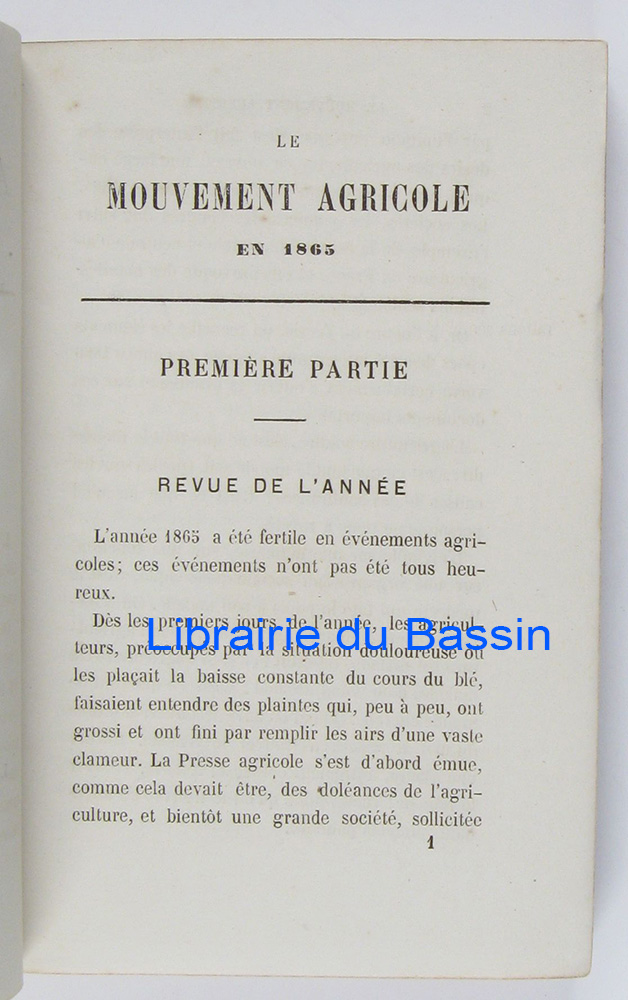 LE
MOUVEMENT AGRICOLE
EN 1865
PREMIÈRE PARTIE
REVUE DE L'ANNÉE
L'année 1865 a été fertile en événements agri-
coles; ces événements n'ont pas été tous heu-
reux.
Dès les premiers jours de l'année, les agricul-
Librairie du Bassin
teurs, préoccupés par la situation douloureuse où
les plaçait la baisse constante du cours du blé,
faisaient entendre des plaintes qui, peu à peu, ont
grossi et ont fini par remplir les airs d'une vaste
clameur. La Presse agricole s'est d'abord émue,
comme cela devait être, des doléances de l'agri-
culture, et bientôt une grande société, sollicitée
1